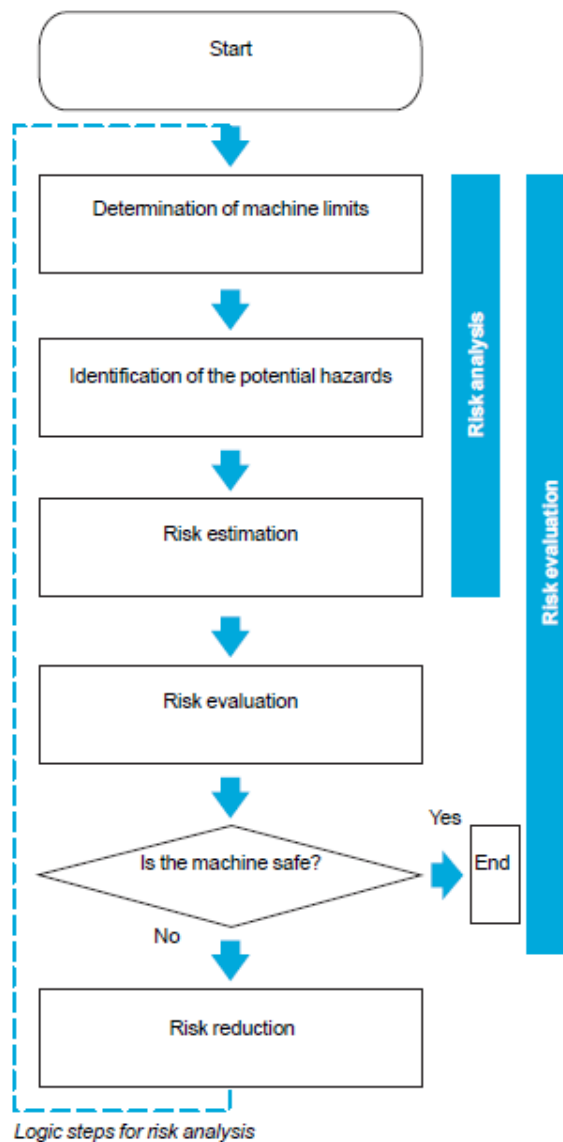 Start
Determination of machine limits
Identification of the potential hazards
Risk estimation
Risk analysis
Risk evaluation
Risk evaluation
Is the machine safe?
Yes
End
No
Risk reduction
Logic steps for risk analysis